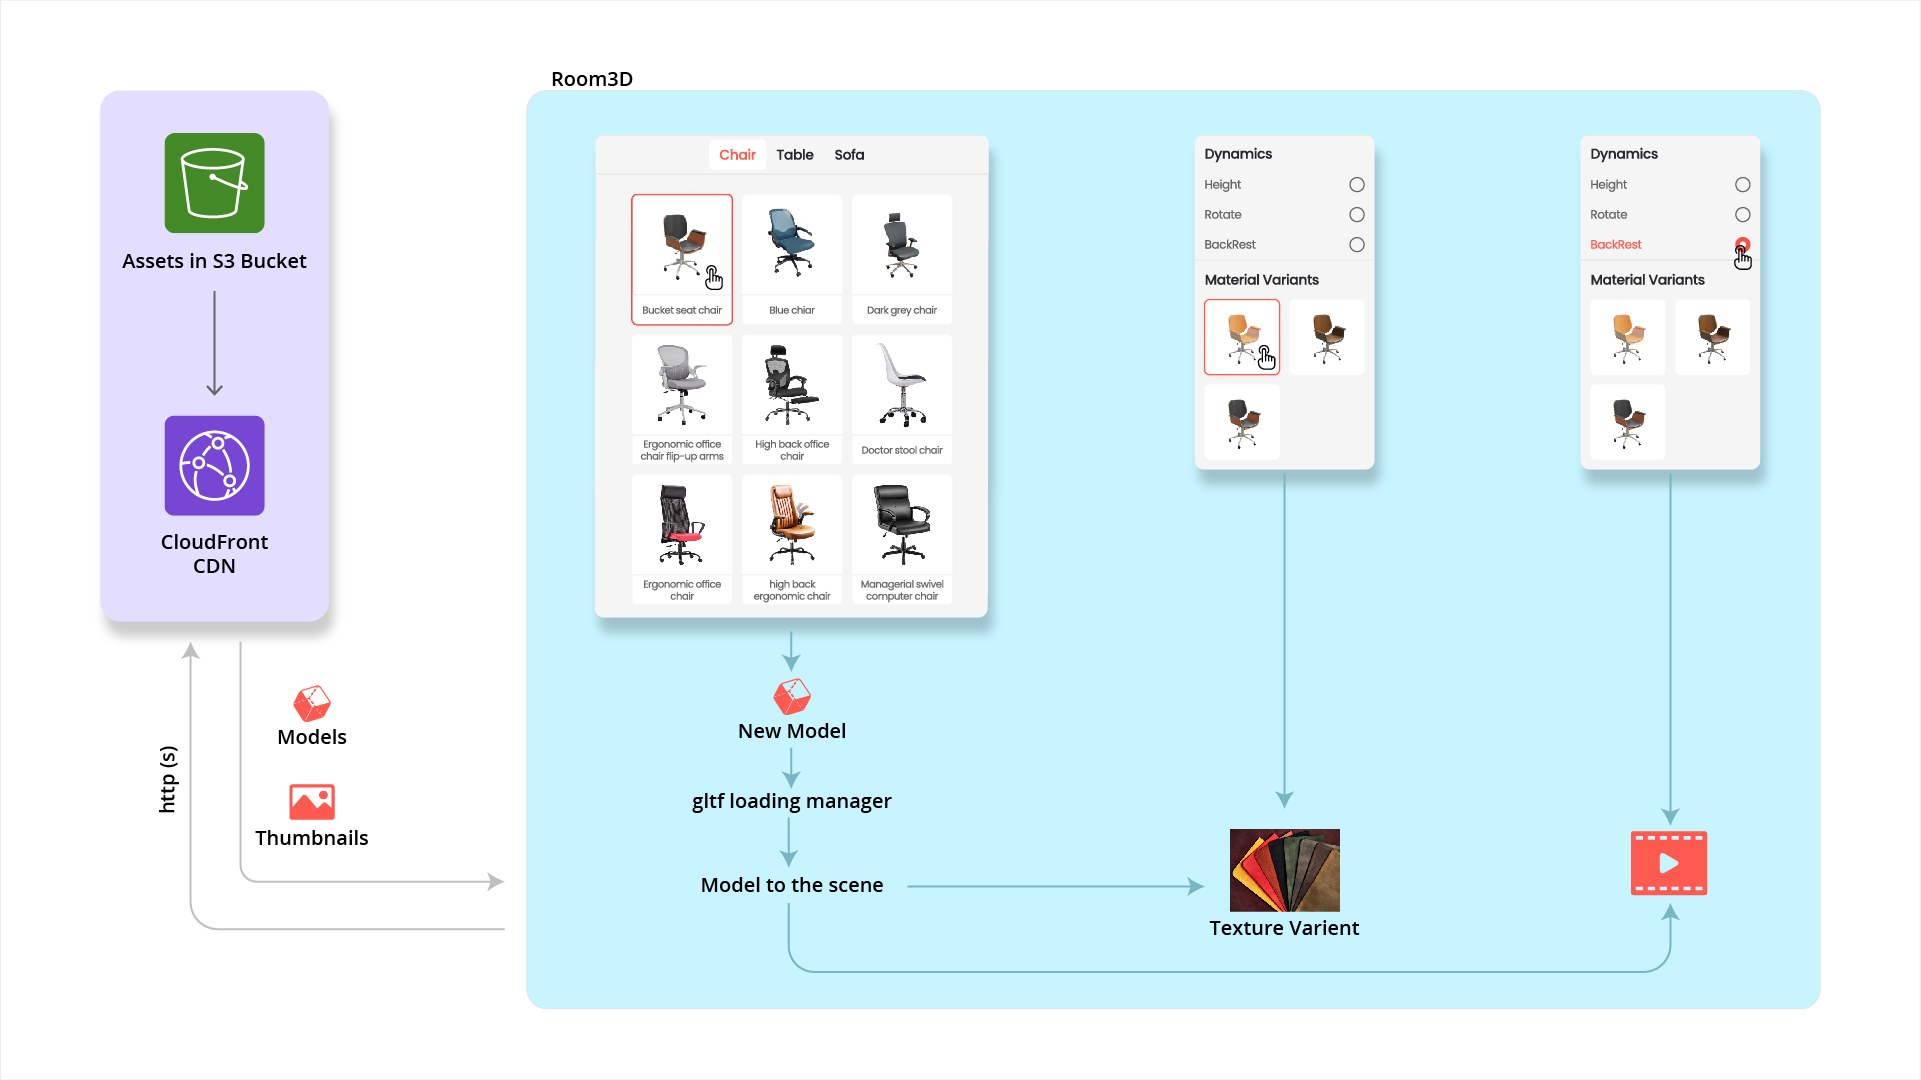 Room3D
Assets in S3 Bucket
CloudFront
CDN
http (s)
Models
Thumbnails
Chair
Table
Sofa
Bucket seat chair
Blue chiar
Dark grey chair
Ergonomic office
chair flip-up arms
High back office
chair
Doctor stool chair
Ergonomic office
chair
high back
ergonomic chair
Managerial swivel
computer chair
New Model
gltf loading manager
Model to the scene
Dynamics
Height
Rotate
BackRest
Material Variants
Texture Varient
Dynamics
Height
Rotate
BackRest
Material Variants